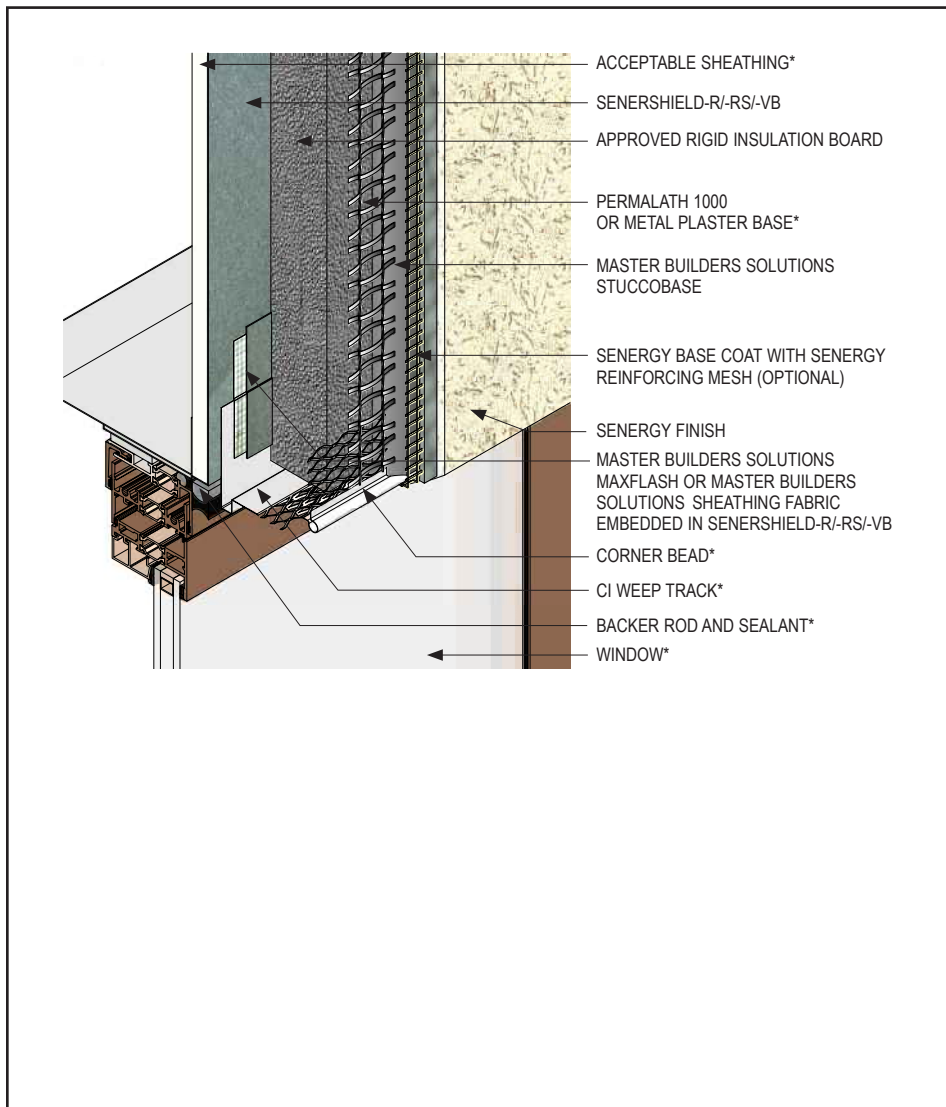 ACCEPTABLE SHEATHING*
SENERSHIELD-R/-RS/-VB
APPROVED RIGID INSULATION BOARD
PERMALATH 1000
OR METAL PLASTER BASE*
MASTER BUILDERS SOLUTIONS
STUCCOBASE
SENERGY BASE COAT WITH SENERGY
REINFORCING MESH (OPTIONAL)
SENERGY FINISH
MASTER BUILDERS SOLUTIONS
MAXFLASH OR MASTER BUILDERS
SOLUTIONS SHEATHING FABRIC
EMBEDDED IN SENERSHIELD-R/-RS/-VB
CORNER BEAD*
CI WEEP TRACK*
BACKER ROD AND SEALANT*
WINDOW*